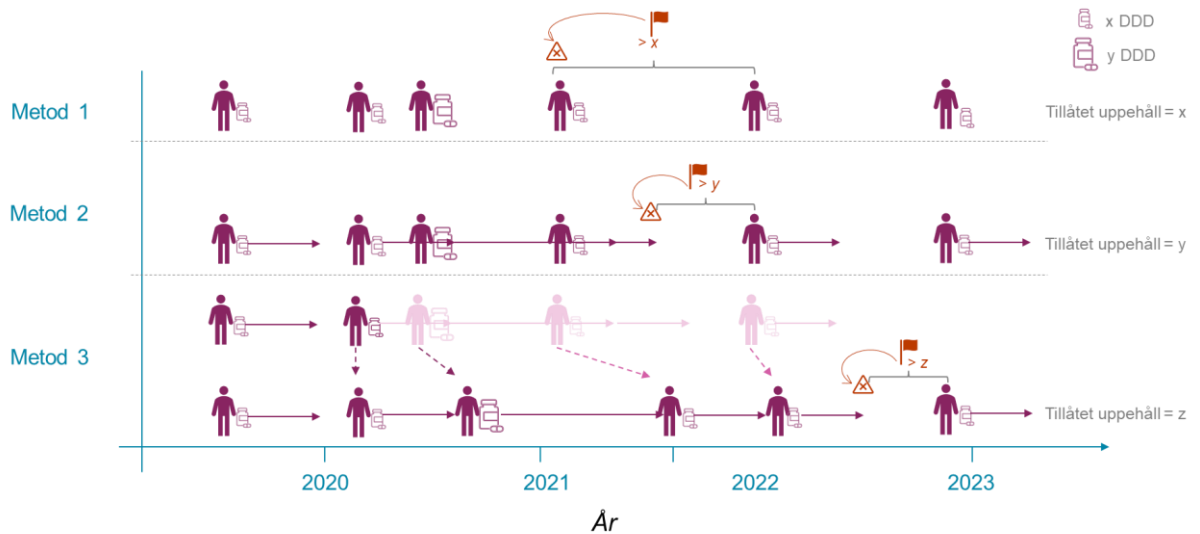 x DDD
y DDD
> x
Metod 1
Tillåtet uppehåll = x
> y
Metod 2
Tillåtet uppehåll = y
Metod 3
> z
Tillåtet uppehåll = z
2020
2021
2022
2023
År